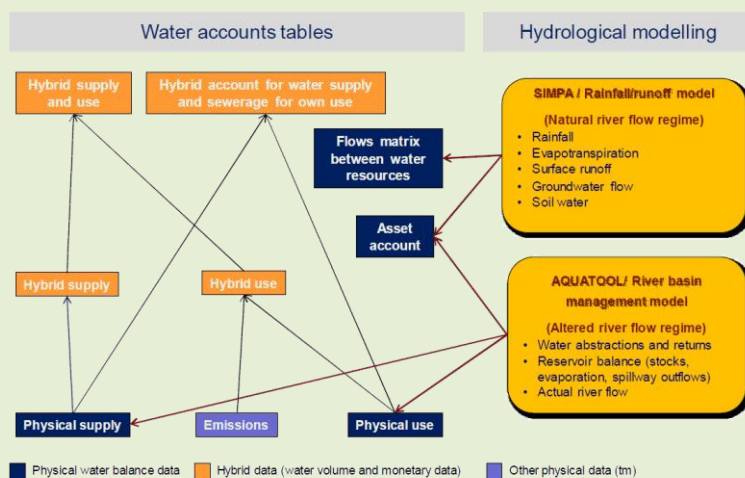 Water accounts tables
Hydrological modelling
Hybrid supply
and use
Hybrid account for water supply
and sewerage for own use
Flows matrix
between water
resources
Asset
account
Hybrid supply
Hybrid use
Physical supply
Emissions
Physical use
SIMPA / Rainfall/runoff model
(Natural river flow regime)
• Rainfall
• Evapotranspiration
• Surface runoff
• Groundwater flow
• Soil water
AQUATOOL/ River basin
management model
(Altered river flow regime)
• Water abstractions and returns
• Reservoir balance (stocks,
evaporation, spillway outflows)
• Actual river flow
Physical water balance data
Hybrid data (water volume and monetary data)
Other physical data (tm)